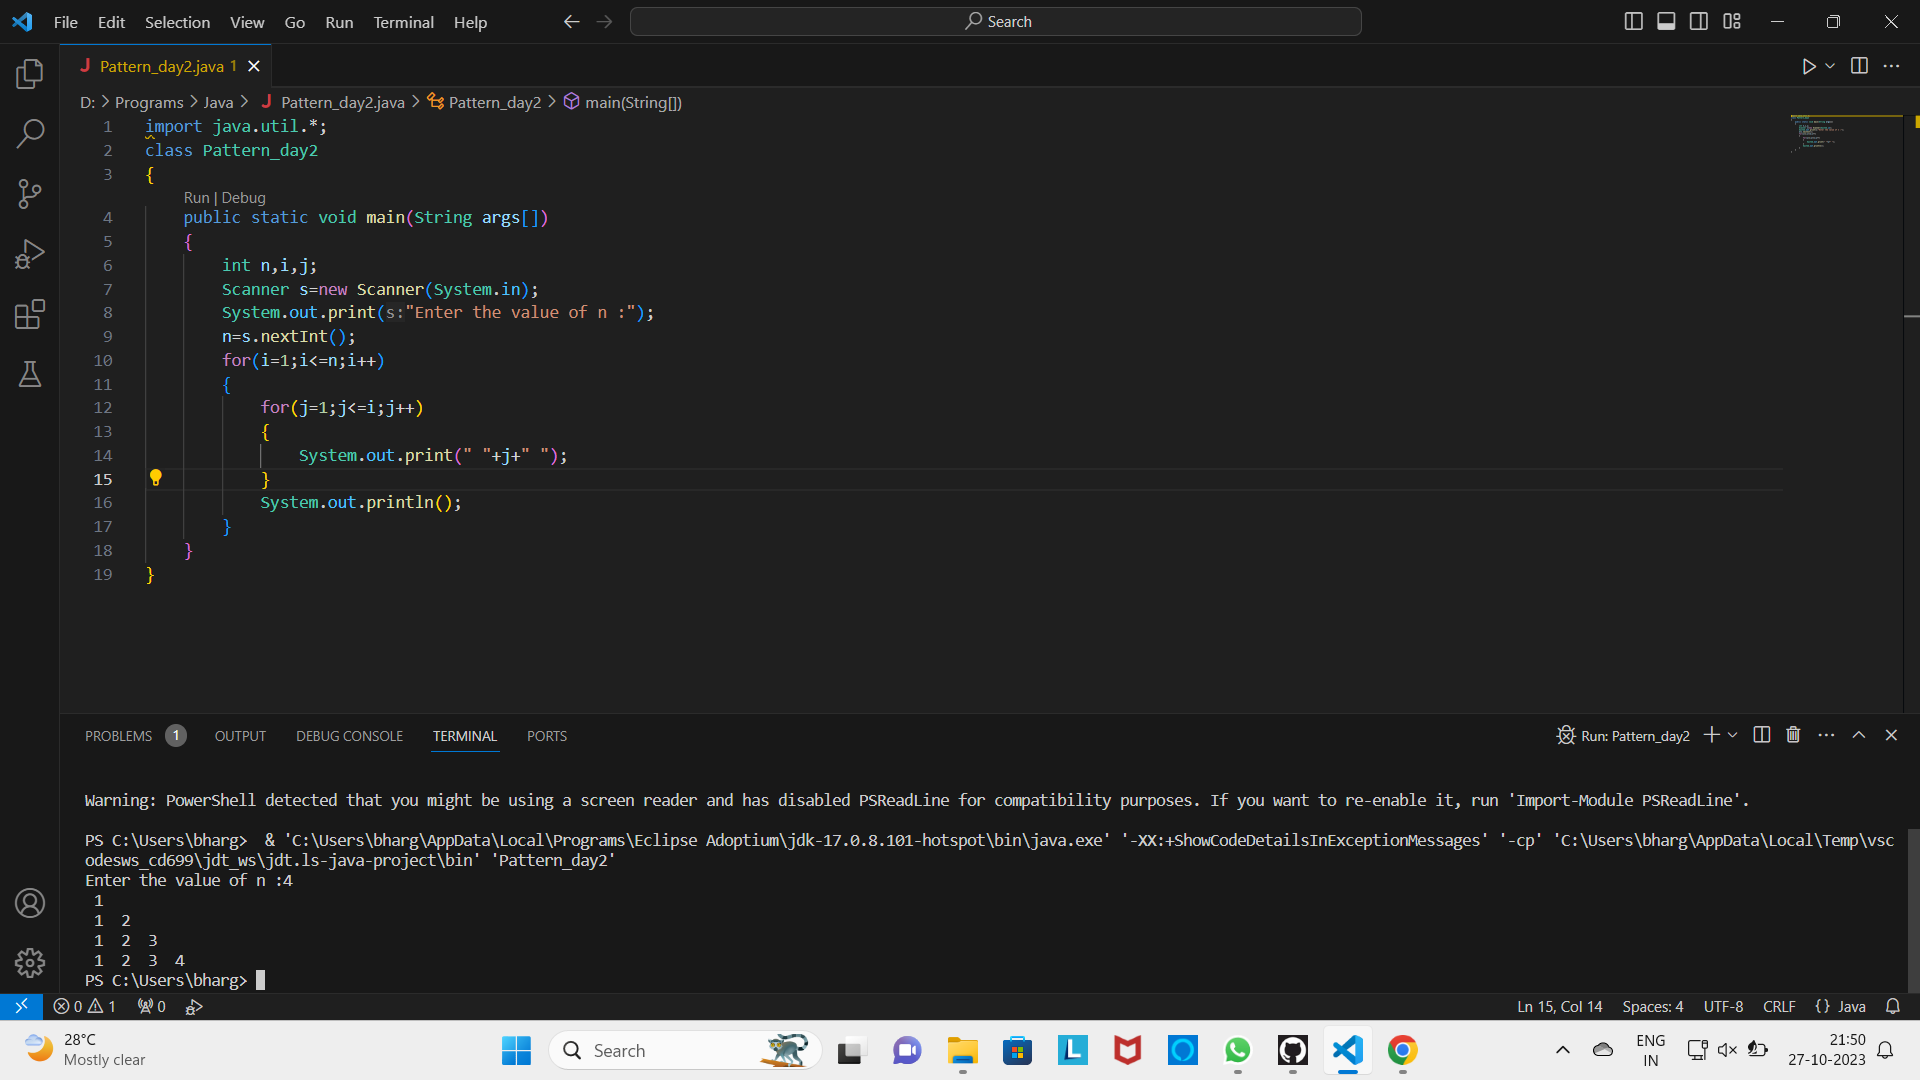 File Edit Selection View Go Run Terminal Help Search
Pattern_day2.java 1
D: > Programs > Java > Pattern_day2.java > Pattern_day2 > main(String[])
1 import java.util.*;
2 class Pattern_day2
3 {
Run | Debug
4 public static void main(String args[])
5 {
6 int n,i,j;
7 Scanner s=new Scanner(System.in);
8 System.out.print(s:"Enter the value of n :");
9 n=s.nextInt();
10 for(i=1;i<=n;i++)
11 {
12 for(j=1;j<=i;j++)
13 {
14 System.out.print(" "+j+" ");
15 }
16 System.out.println();
17 }
18 }
19 }
PROBLEMS 1 OUTPUT DEBUG CONSOLE TERMINAL PORTS Run: Pattern_day2
Warning: PowerShell detected that you might be using a screen reader and has disabled PSReadLine for compatibility purposes. If you want to re-enable it, run 'Import-Module PSReadLine'.
PS C:\Users\bharg>  & 'C:\Users\bharg\AppData\Local\Programs\Eclipse Adoptium\jdk-17.0.8.101-hotspot\bin\java.exe' '-XX:+ShowCodeDetailsInExceptionMessages' '-cp' 'C:\Users\bharg\AppData\Local\Temp\vsc
odesws_cd699\jdt_ws\jdt.ls-java-project\bin' 'Pattern_day2'
Enter the value of n :4
1
1 2
1 2 3
1 2 3 4
PS C:\Users\bharg>
0 1 0 Ln 15, Col 14 Spaces: 4 UTF-8 CRLF {} Java
28°C
Mostly clear
Search
ENG
IN
21:50
27-10-2023